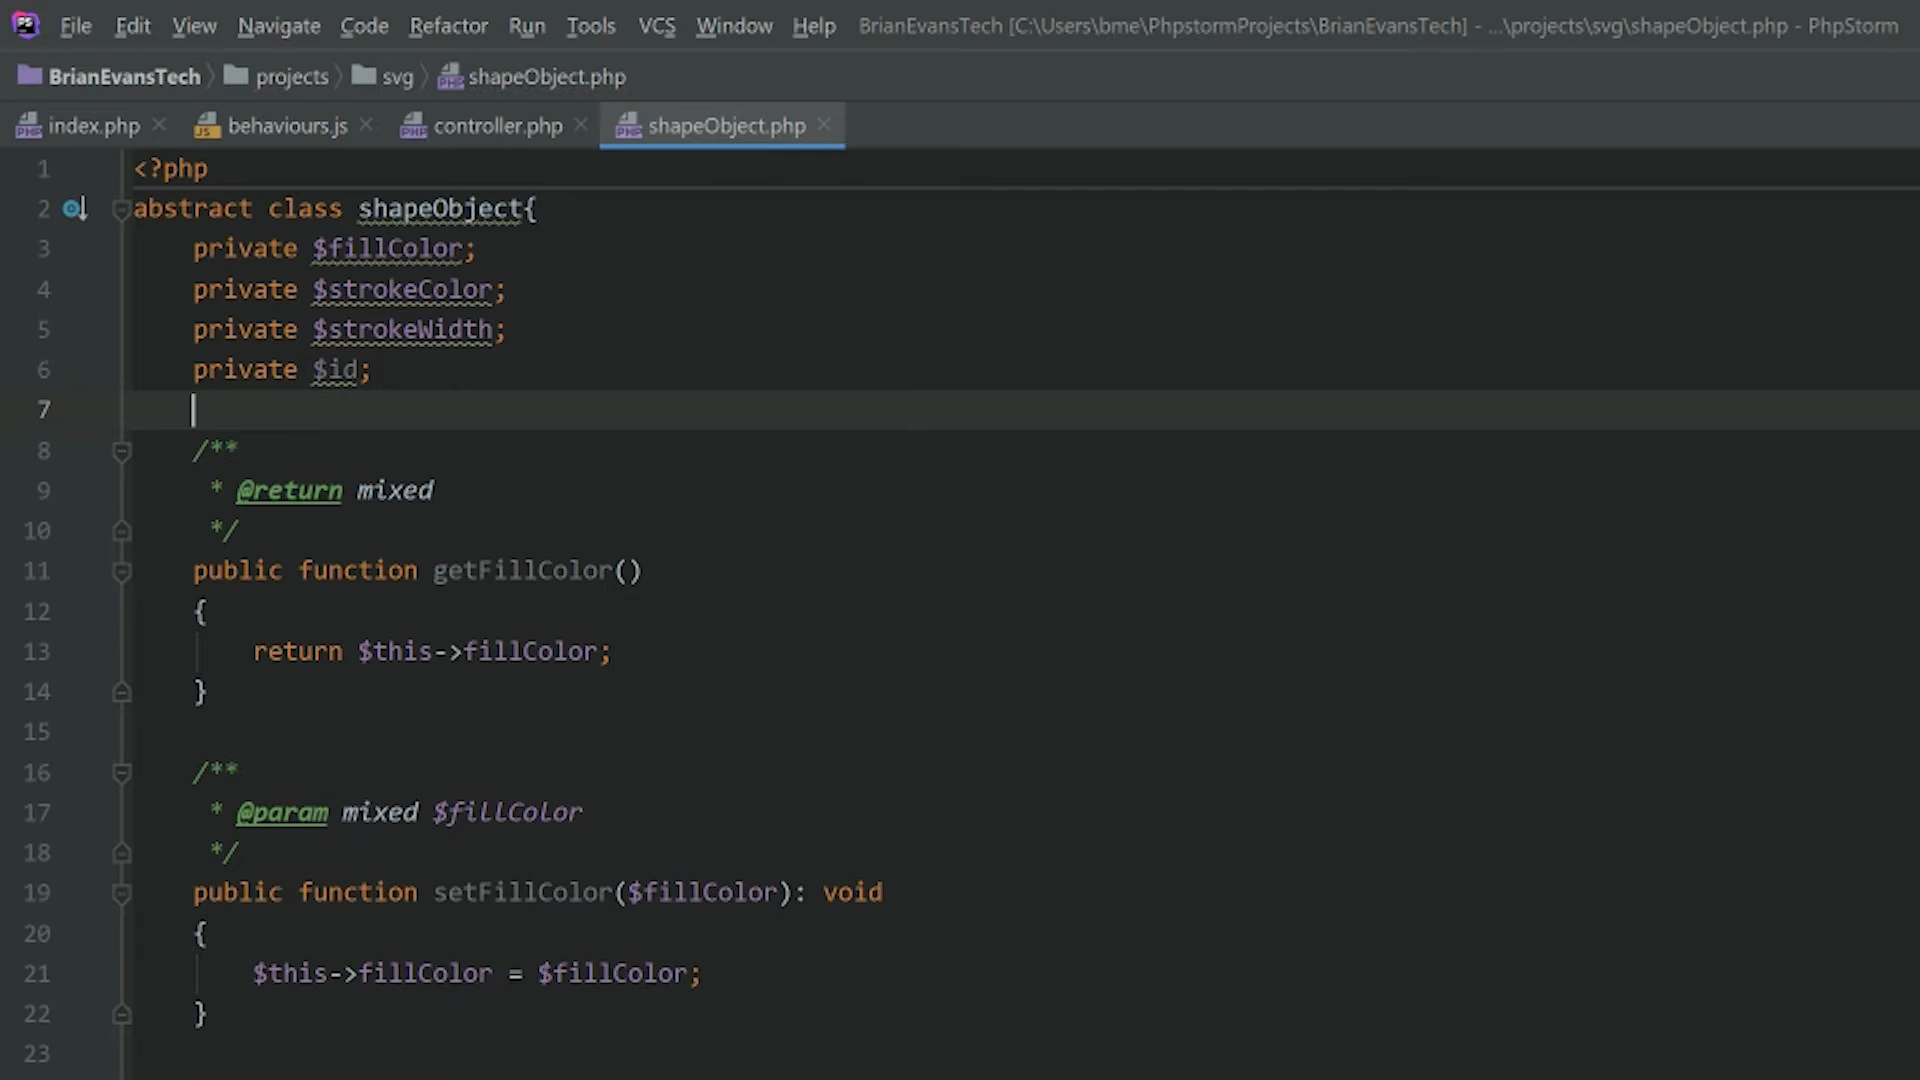 File Edit View Navigate Code Refactor Run Tools VCS Window Help BrianEvansTech [C:\Users\bme\PhpstormProjects\BrianEvansTech] - ...\projects\svg\shapeObject.php - PhpStorm
BrianEvansTech projects svg shapeObject.php
index.php behaviours.js controller.php shapeObject.php
1 <?php
2 abstract class shapeObject{
3 private $fillColor;
4 private $strokeColor;
5 private $strokeWidth;
6 private $id;
7
8 /**
9 * @return mixed
10 */
11 public function getFillColor()
12 {
13 return $this->fillColor;
14 }
15
16 /**
17 * @param mixed $fillColor
18 */
19 public function setFillColor($fillColor): void
20 {
21 $this->fillColor = $fillColor;
22 }
23